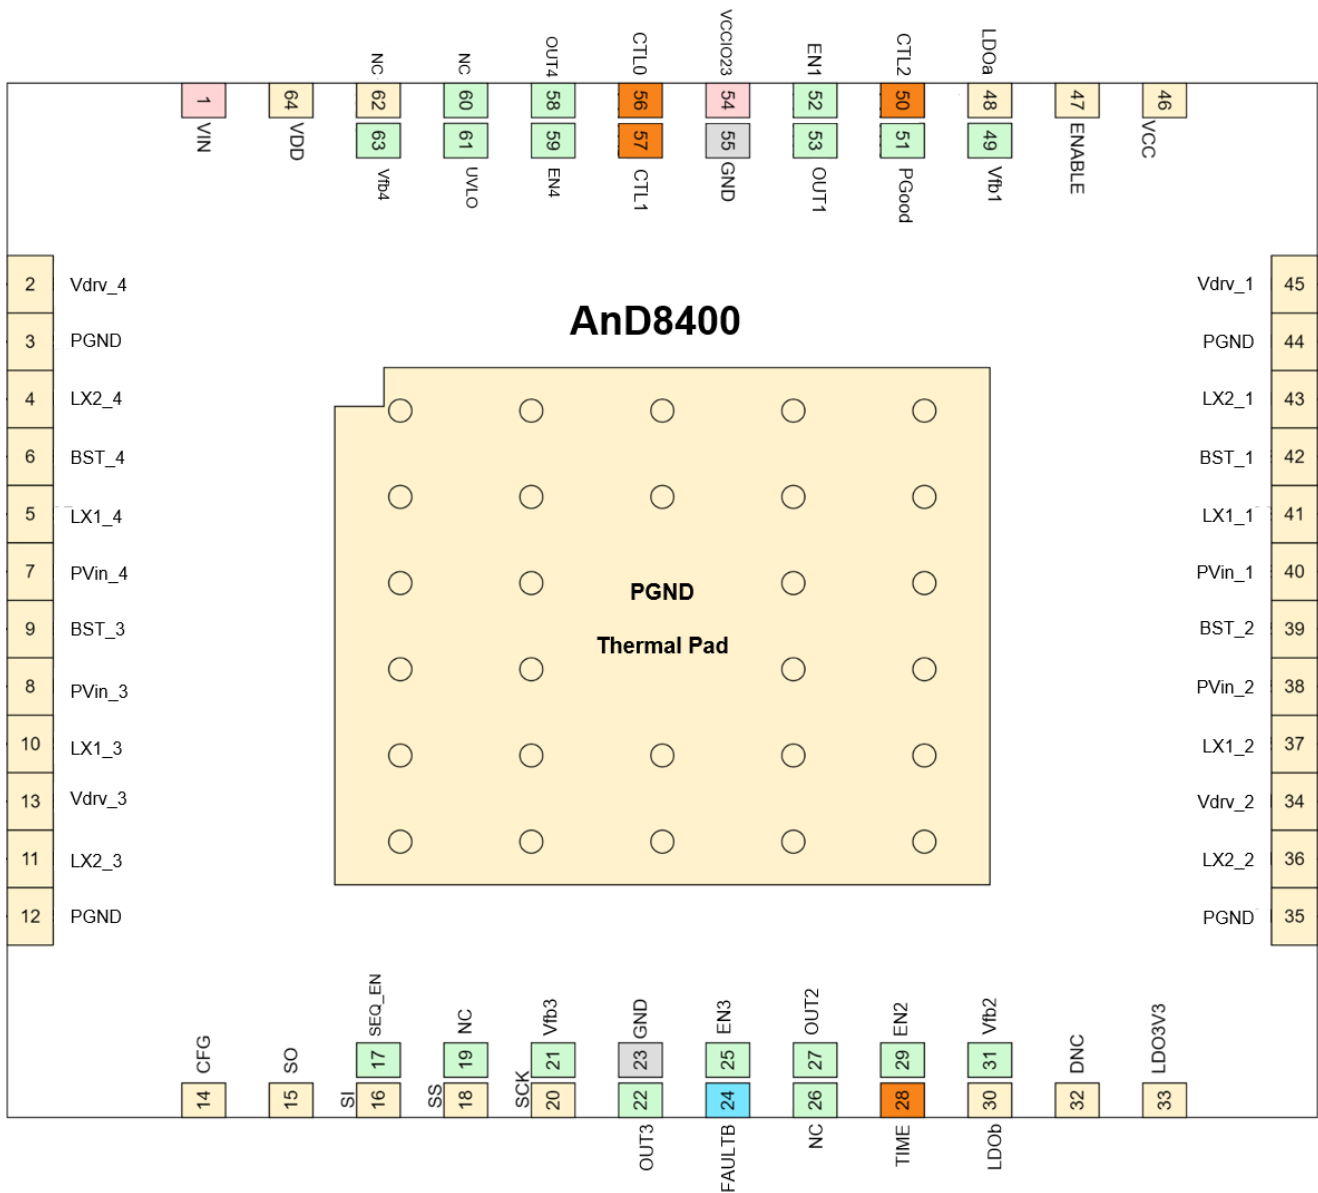 NC
NC
OUT4
CTL0
VCCIO23
EN1
CTL2
LDOa
1
64
62
60
58
56
54
52
50
48
47
46
63
61
59
57
55
53
51
49
VIN
VDD
Vfb4
UVLO
EN4
CTL1
GND
OUT1
PGood
Vfb1
ENABLE
VCC
2 Vdrv_4
3 PGND
4 LX2_4
6 BST_4
5 LX1_4
7 PVin_4
9 BST_3
8 PVin_3
10 LX1_3
13 Vdrv_3
11 LX2_3
12 PGND
AnD8400
PGND
Thermal Pad
Vdrv_1 45
PGND 44
LX2_1 43
BST_1 42
LX1_1 41
PVin_1 40
BST_2 39
PVin_2 38
LX1_2 37
Vdrv_2 34
LX2_2 36
PGND 35
CFG
SO
SEQ_EN
NC
Vfb3
GND
EN3
OUT2
EN2
Vfb2
DNC
LDO3V3
17
19
21
23
25
27
29
31
SI
SS
SCK
14
15
16
18
20
22
24
26
28
30
32
33
OUT3
FAULTB
NC
TIME
LDOb